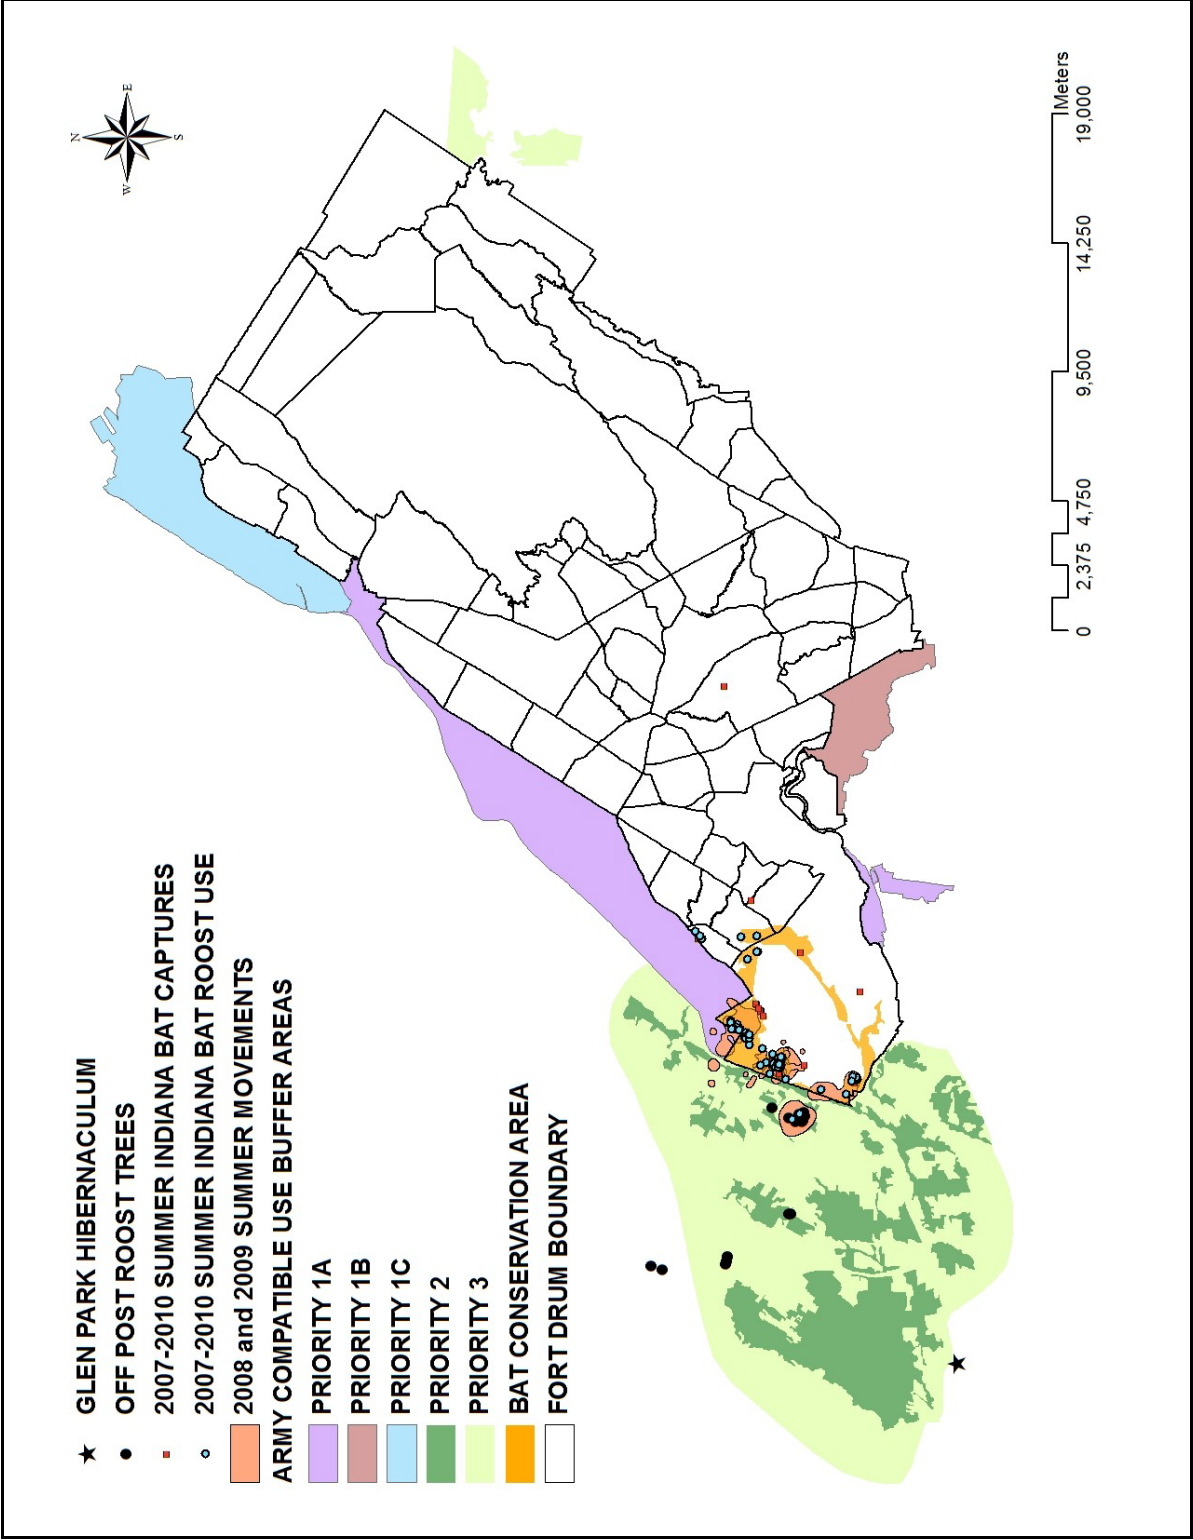 GLEN PARK HIBERNACULUM
OFF POST ROOST TREES
2007-2010 SUMMER INDIANA BAT CAPTURES
2007-2010 SUMMER INDIANA BAT ROOST USE
2008 and 2009 SUMMER MOVEMENTS
ARMY COMPATIBLE USE BUFFER AREAS
PRIORITY 1A
PRIORITY 1B
PRIORITY 1C
PRIORITY 2
PRIORITY 3
BAT CONSERVATION AREA
FORT DRUM BOUNDARY
N
W
E
S
0 2,375 4,750 9,500 14,250 19,000
Meters